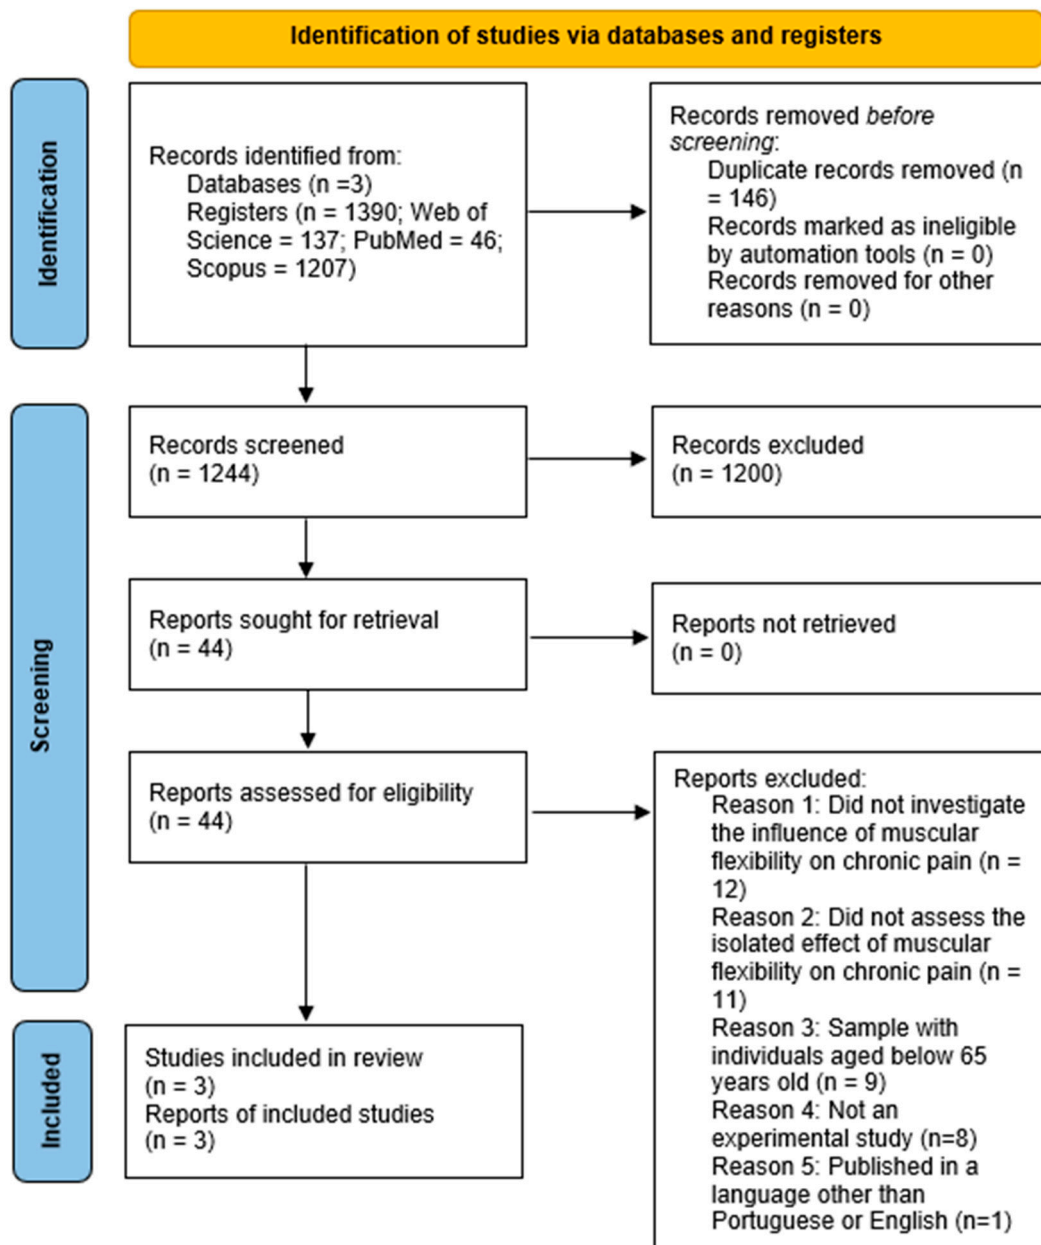 Identification of studies via databases and registers
Identification
Records identified from:
Databases (n =3)
Registers (n = 1390; Web of
Science = 137; PubMed = 46;
Scopus = 1207)
Records removed before
screening:
Duplicate records removed (n
= 146)
Records marked as ineligible
by automation tools (n = 0)
Records removed for other
reasons (n = 0)
Screening
Records screened
(n = 1244)
Records excluded
(n = 1200)
Reports sought for retrieval
(n = 44)
Reports not retrieved
(n = 0)
Reports assessed for eligibility
(n = 44)
Reports excluded:
Reason 1: Did not investigate
the influence of muscular
flexibility on chronic pain (n =
12)
Reason 2: Did not assess the
isolated effect of muscular
flexibility on chronic pain (n =
11)
Reason 3: Sample with
individuals aged below 65
years old (n = 9)
Reason 4: Not an
experimental study (n=8)
Reason 5: Published in a
language other than
Portuguese or English (n=1)
Included
Studies included in review
(n = 3)
Reports of included studies
(n = 3)